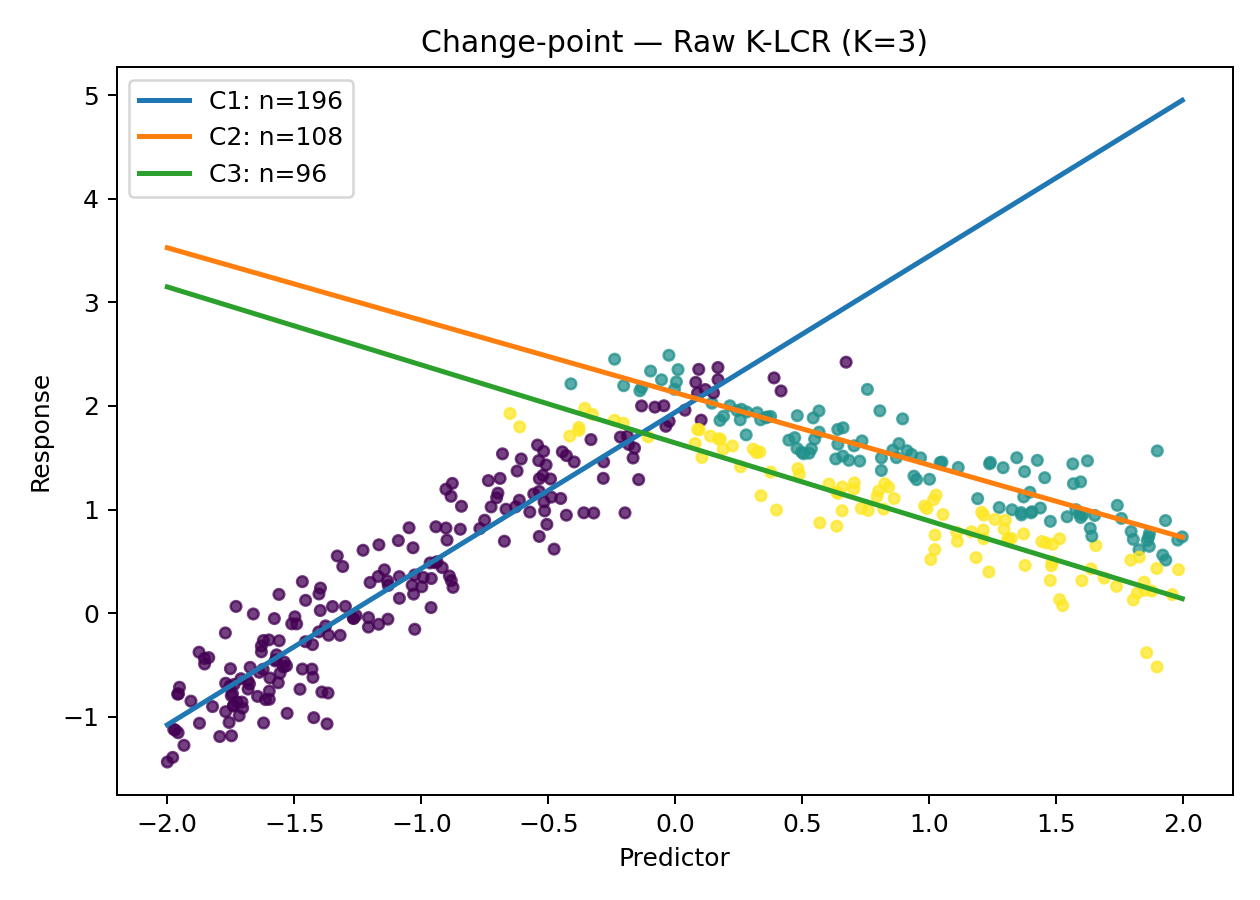 Change-point — Raw K-LCR (K=3)
C1: n=196
C2: n=108
C3: n=96
5
4
3
2
1
0
−1
Response
−2.0 −1.5 −1.0 −0.5 0.0 0.5 1.0 1.5 2.0
Predictor